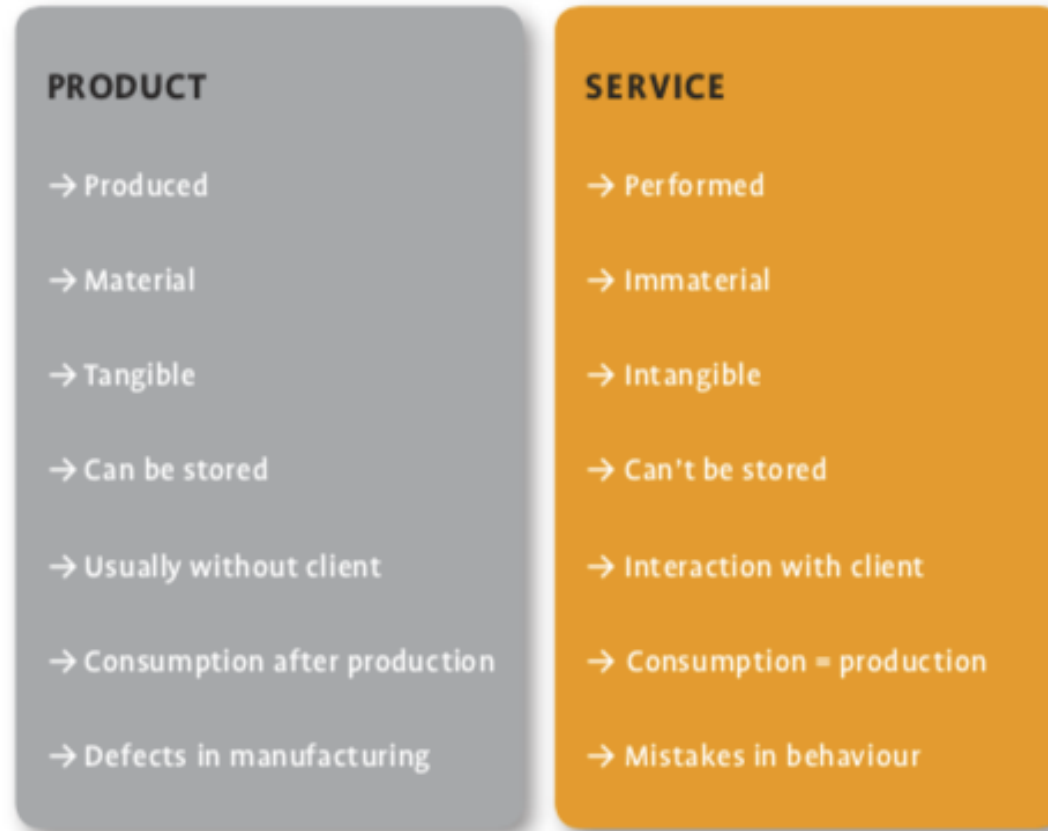 PRODUCT
→ Produced
→ Material
→ Tangible
→ Can be stored
→ Usually without client
→ Consumption after production
→ Defects in manufacturing
SERVICE
→ Performed
→ Immaterial
→ Intangible
→ Can't be stored
→ Interaction with client
→ Consumption = production
→ Mistakes in behaviour